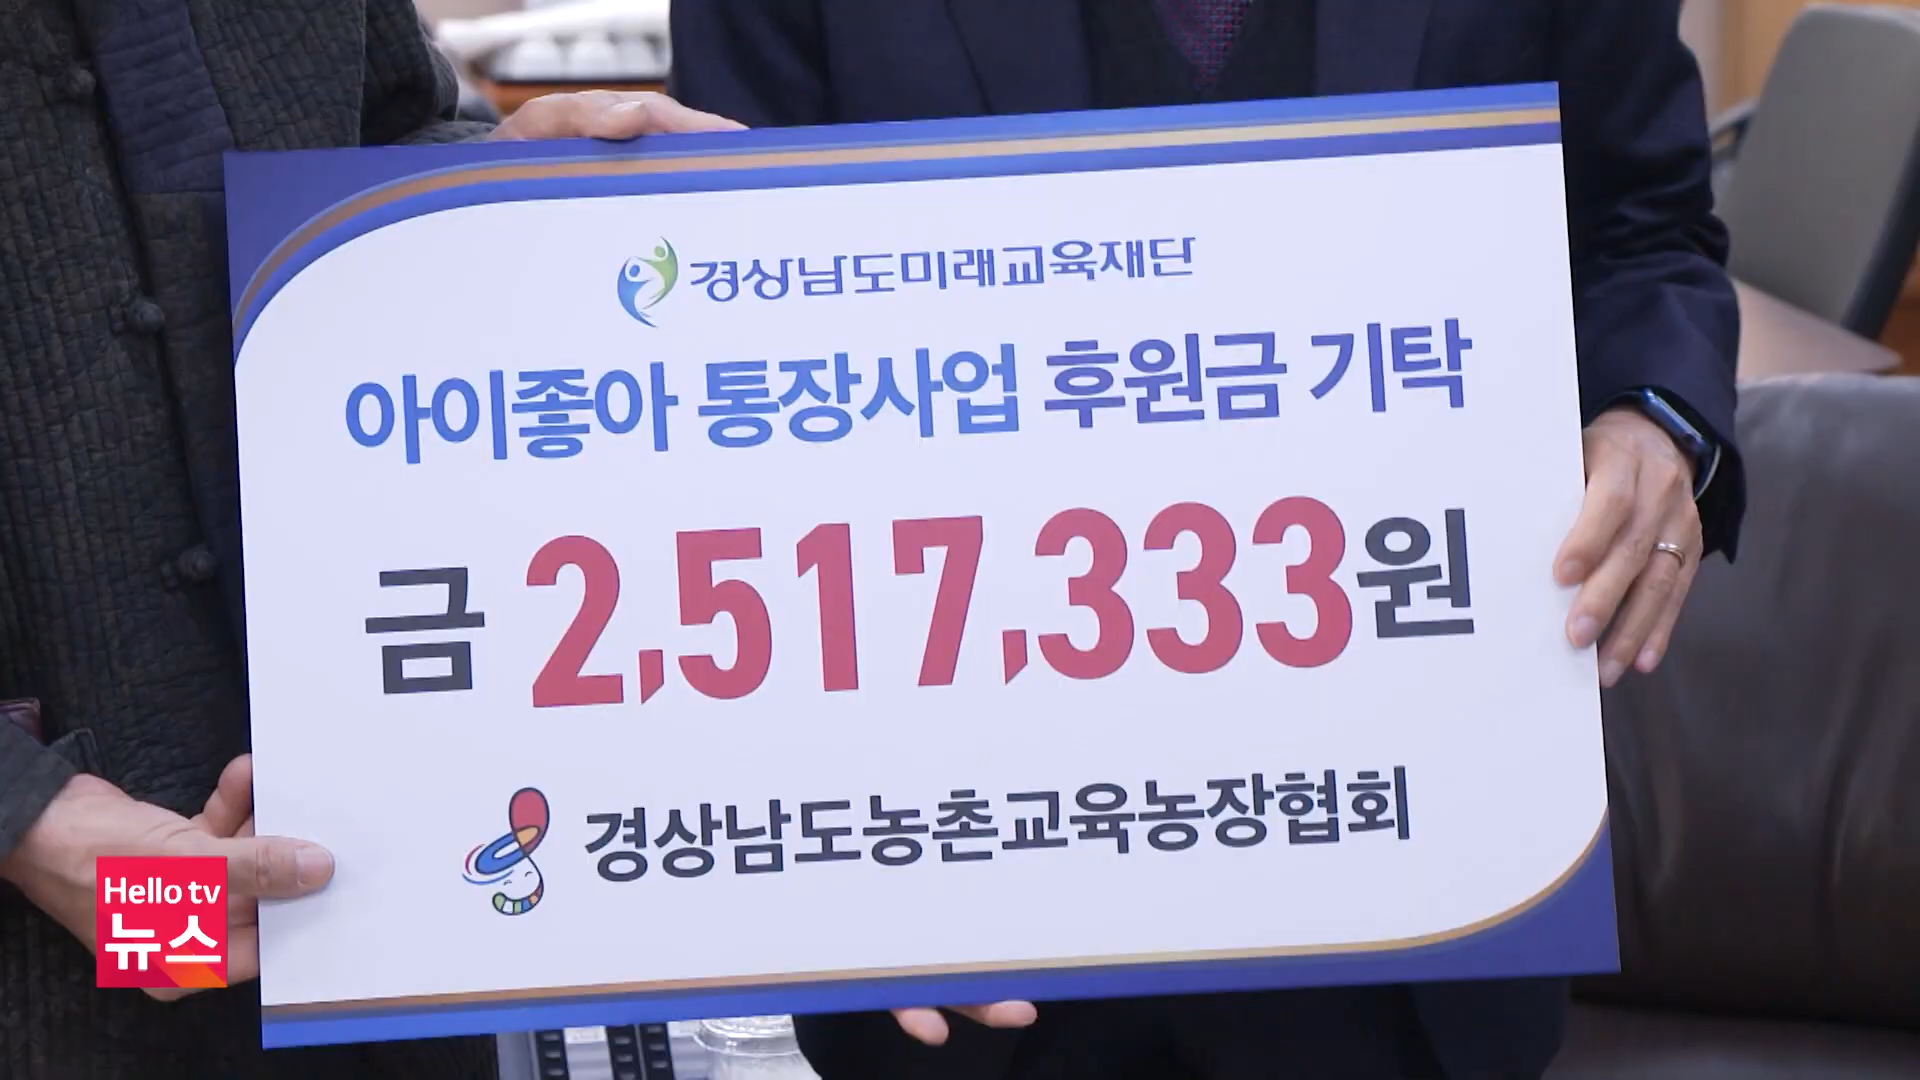 경상남도미래교육재단
아이좋아 통장사업 후원금 기탁
금 2,517,333원
경상남도농촌교육농장협회
Hello tv
뉴스